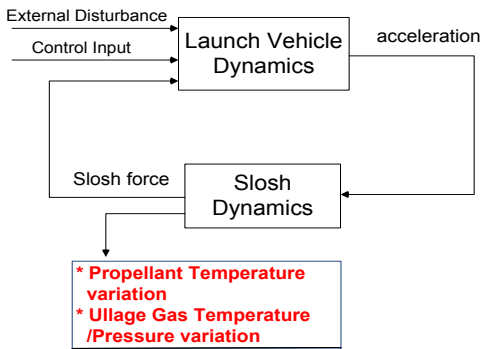 External Disturbance
Control Input
Launch Vehicle
Dynamics
acceleration
Slosh force
Slosh
Dynamics
* Propellant Temperature
variation
* Ullage Gas Temperature
/Pressure variation